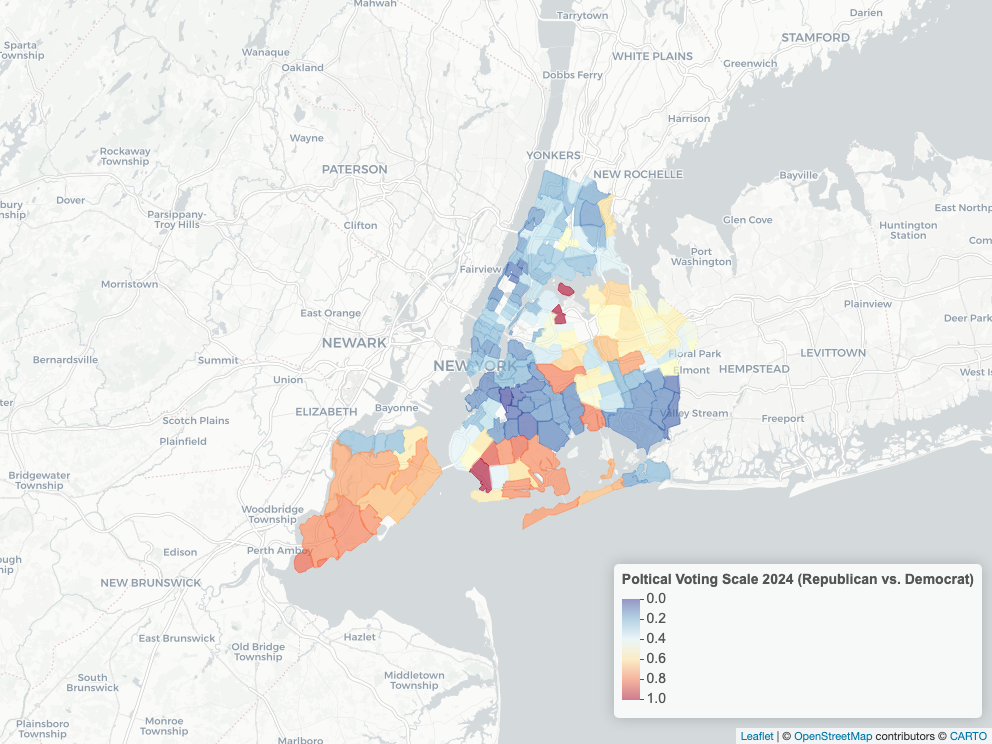 Mahwah
Tarrytown
Darien
Sparta
Township
Wanaque
Oakland
WHITE PLAINS
STAMFORD
Greenwich
Dobbs Ferry
Harrison
Wayne
Rockaway
Township
PATERSON
YONKERS
NEW ROCHELLE
Bayville
Dover
bury
nship
Parsippany-
Troy Hills
Clifton
Glen Cove
East Northp
Huntington
Station
Com
Port
Washington
Fairview
Morristown
Plainview
East Orange
Deer Park
NEWARK
LEVITTOWN
Bernardsville
Summit
NEW YORK
Floral Park
Elmont
HEMPSTEAD
West Is
Union
ter
ELIZABETH
Bayonne
Valley Stream
Freeport
Scotch Plains
Plainfield
Bridgewater
Township
Woodbridge
Township
Edison
Perth Amboy
ough
hip
NEW BRUNSWICK
East Brunswick
Old Bridge
Township
Hazlet
South
Brunswick
Middletown
Township
Plainsboro
Township
Monroe
Township
Marlboro
Poltical Voting Scale 2024 (Republican vs. Democrat)
0.0
0.2
0.4
0.6
0.8
1.0
Leaflet | © OpenStreetMap contributors © CARTO